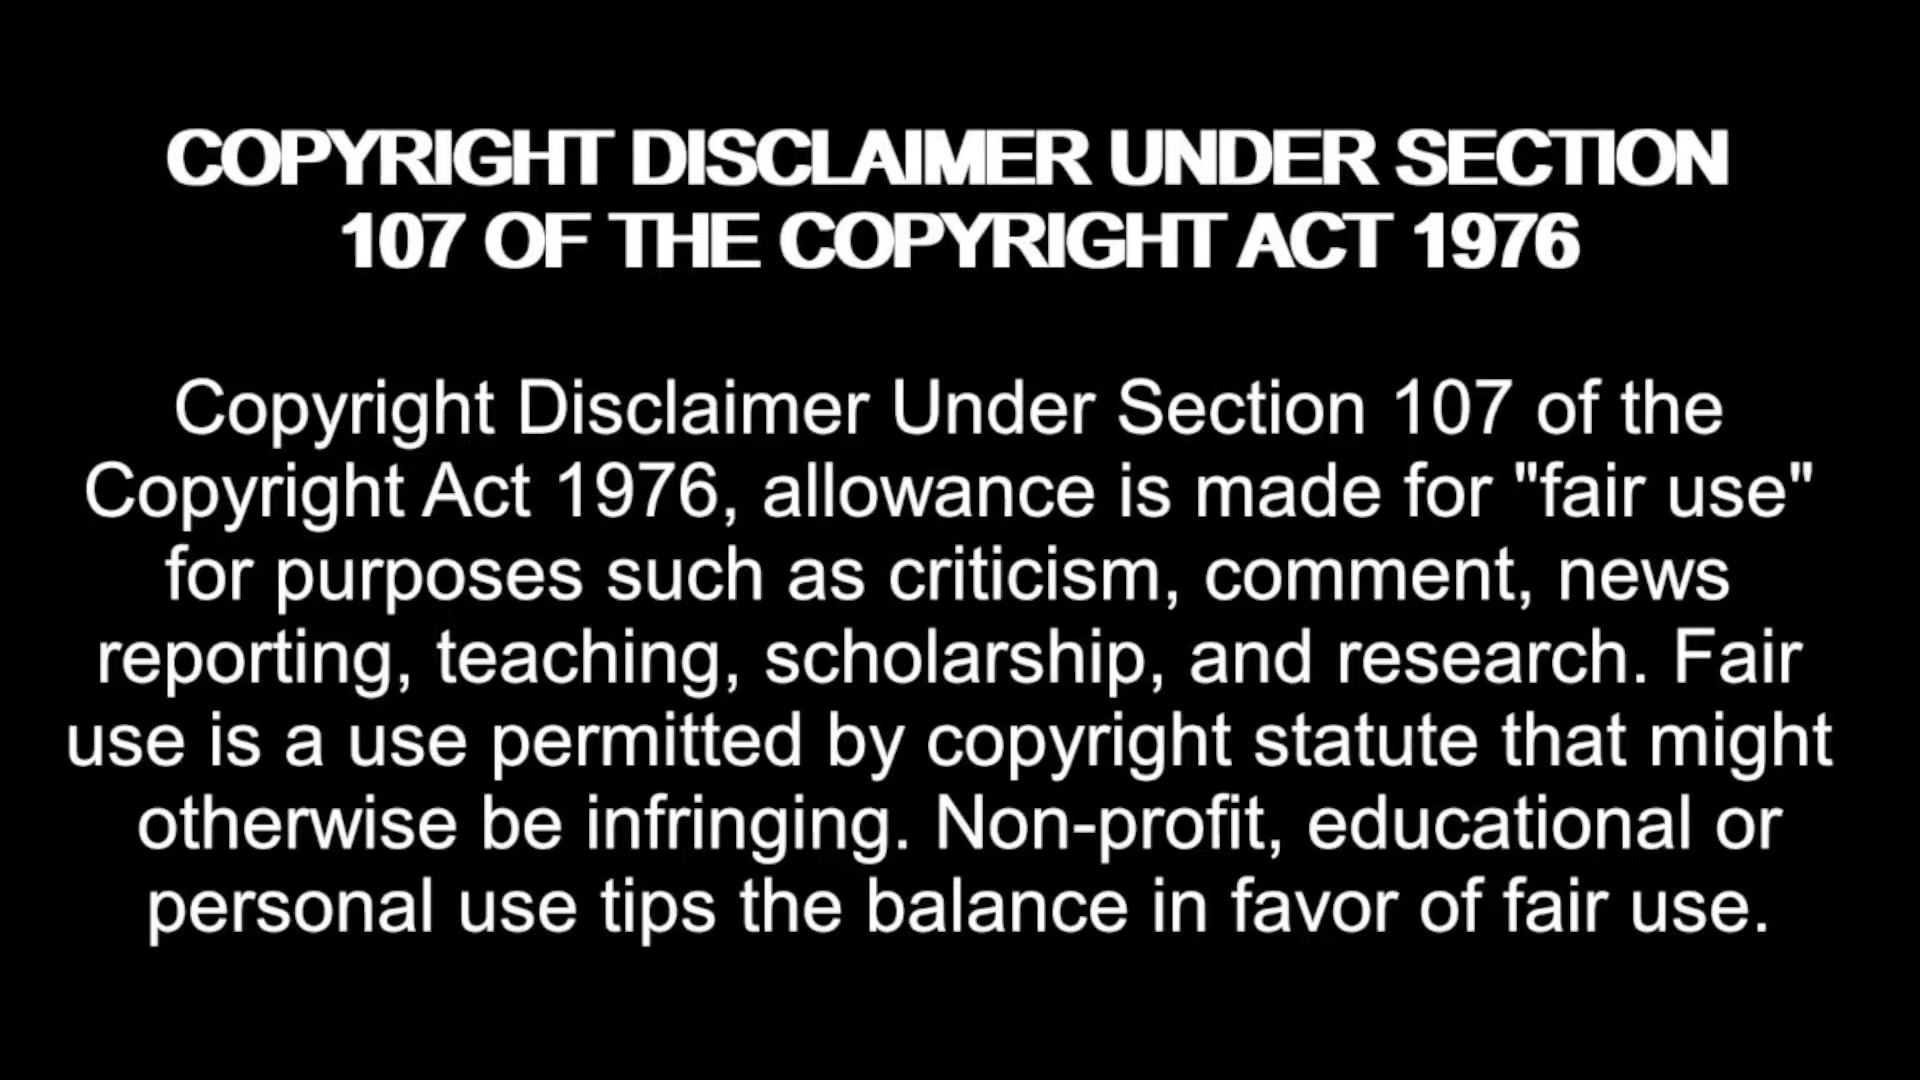 COPYRIGHT DISCLAIMER UNDER SECTION
107 OF THE COPYRIGHT ACT 1976
Copyright Disclaimer Under Section 107 of the
Copyright Act 1976, allowance is made for "fair use"
for purposes such as criticism, comment, news
reporting, teaching, scholarship, and research. Fair
use is a use permitted by copyright statute that might
otherwise be infringing. Non-profit, educational or
personal use tips the balance in favor of fair use.